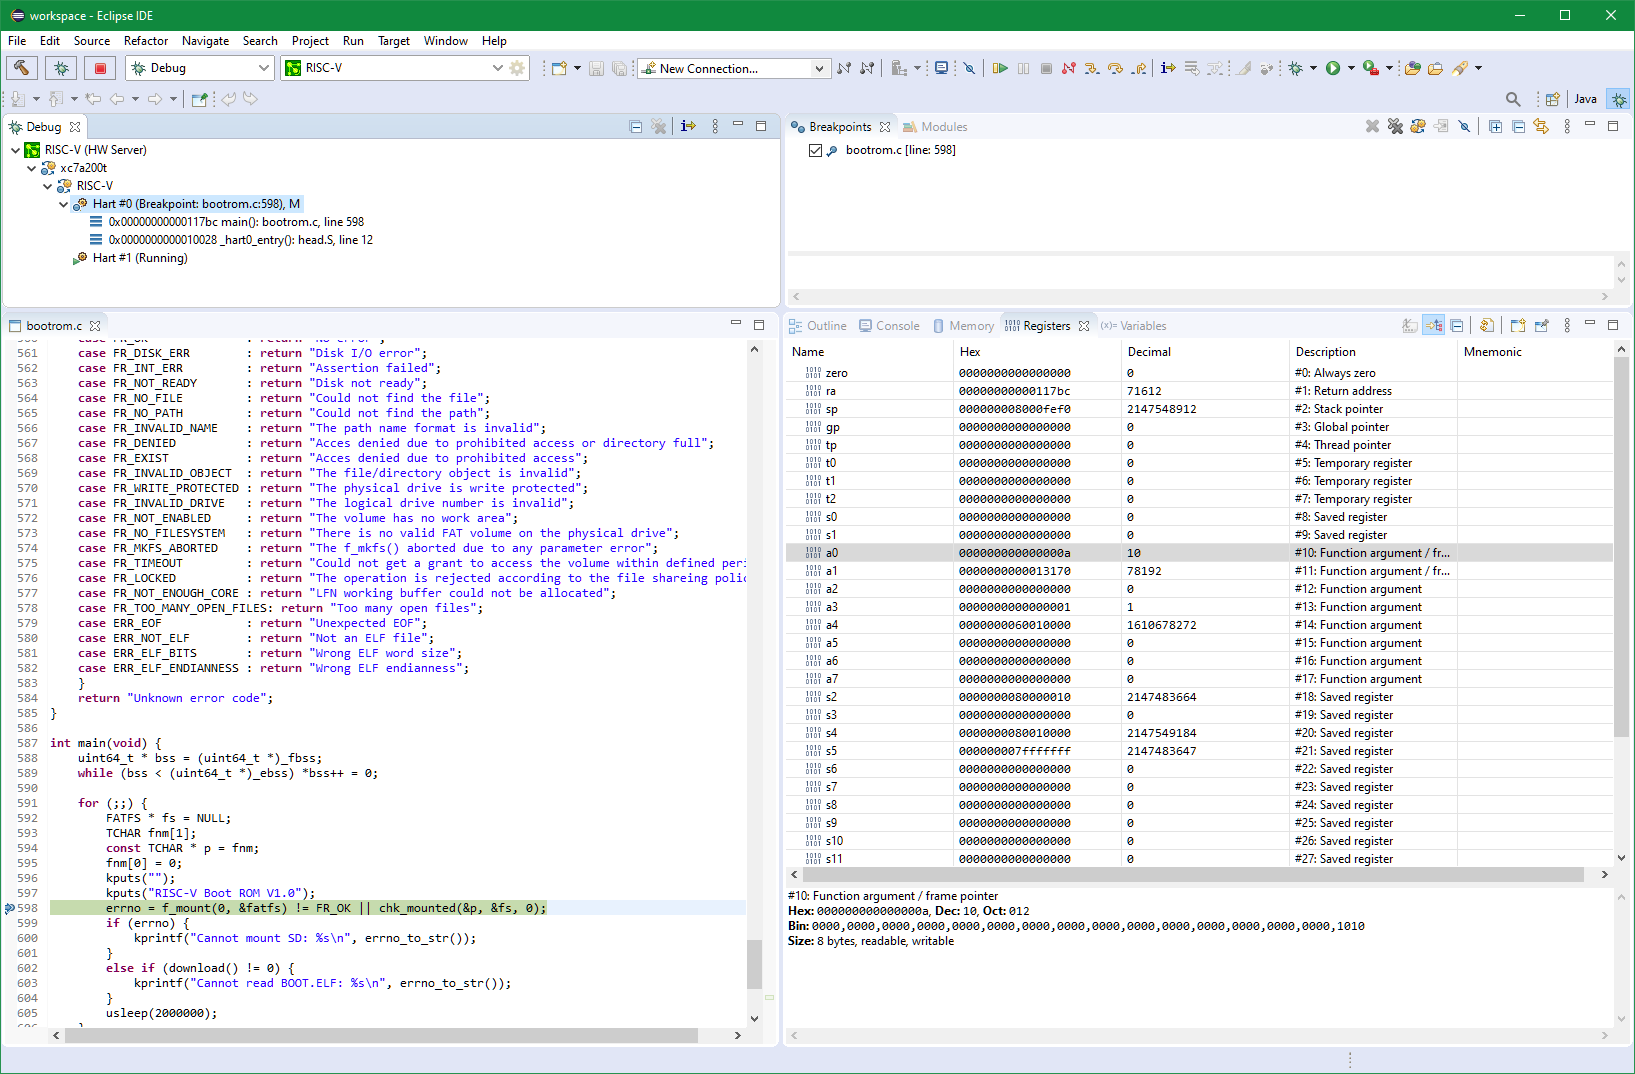 workspace - Eclipse IDE
File Edit Source Refactor Navigate Search Project Run Target Window Help
Debug RISC-V New Connection...
Java
Debug
RISC-V (HW Server)
xc7a200t
RISC-V
Hart #0 (Breakpoint: bootrom.c:598), M
0x00000000000117bc main(): bootrom.c, line 598
0x0000000000010028 _hart0_entry(): head.S, line 12
Hart #1 (Running)
Breakpoints Modules
bootrom.c [line: 598]
bootrom.c
560 case FR_OK : return "No error";
561 case FR_DISK_ERR : return "Disk I/O error";
562 case FR_INT_ERR : return "Assertion failed";
563 case FR_NOT_READY : return "Disk not ready";
564 case FR_NO_FILE : return "Could not find the file";
565 case FR_NO_PATH : return "Could not find the path";
566 case FR_INVALID_NAME : return "The path name format is invalid";
567 case FR_DENIED : return "Acces denied due to prohibited access or directory full";
568 case FR_EXIST : return "Acces denied due to prohibited access";
569 case FR_INVALID_OBJECT : return "The file/directory object is invalid";
570 case FR_WRITE_PROTECTED : return "The physical drive is write protected";
571 case FR_INVALID_DRIVE : return "The logical drive number is invalid";
572 case FR_NOT_ENABLED : return "The volume has no work area";
573 case FR_NO_FILESYSTEM : return "There is no valid FAT volume on the physical drive";
574 case FR_MKFS_ABORTED : return "The f_mkfs() aborted due to any parameter error";
575 case FR_TIMEOUT : return "Could not get a grant to access the volume within defined peri
576 case FR_LOCKED : return "The operation is rejected according to the file shareing polic
577 case FR_NOT_ENOUGH_CORE : return "LFN working buffer could not be allocated";
578 case FR_TOO_MANY_OPEN_FILES: return "Too many open files";
579 case ERR_EOF : return "Unexpected EOF";
580 case ERR_NOT_ELF : return "Not an ELF file";
581 case ERR_ELF_BITS : return "Wrong ELF word size";
582 case ERR_ELF_ENDIANNESS : return "Wrong ELF endianness";
583 }
584 return "Unknown error code";
585 }
586
587 int main(void) {
588 uint64_t * bss = (uint64_t *)_fbss;
589 while (bss < (uint64_t *)_ebss) *bss++ = 0;
590
591 for (;;) {
592 FATFS * fs = NULL;
593 TCHAR fnm[1];
594 const TCHAR * p = fnm;
595 fnm[0] = 0;
596 kputs("");
597 kputs("RISC-V Boot ROM V1.0");
598 errno = f_mount(0, &fatfs) != FR_OK || chk_mounted(&p, &fs, 0);
599 if (errno) {
600 kprintf("Cannot mount SD: %s\n", errno_to_str());
601 }
602 else if (download() != 0) {
603 kprintf("Cannot read BOOT.ELF: %s\n", errno_to_str());
604 }
605 usleep(2000000);
606 }
Outline Console Memory Registers Variables
Name Hex Decimal Description Mnemonic
zero 0000000000000000 0 #0: Always zero
ra 00000000000117bc 71612 #1: Return address
sp 000000008000fef0 2147548912 #2: Stack pointer
gp 0000000000000000 0 #3: Global pointer
tp 0000000000000000 0 #4: Thread pointer
t0 0000000000000000 0 #5: Temporary register
t1 0000000000000000 0 #6: Temporary register
t2 0000000000000000 0 #7: Temporary register
s0 0000000000000000 0 #8: Saved register
s1 0000000000000000 0 #9: Saved register
a0 000000000000000a 10 #10: Function argument / fr...
a1 0000000000013170 78192 #11: Function argument / fr...
a2 0000000000000000 0 #12: Function argument
a3 0000000000000001 1 #13: Function argument
a4 0000000060010000 1610678272 #14: Function argument
a5 0000000000000000 0 #15: Function argument
a6 0000000000000000 0 #16: Function argument
a7 0000000000000000 0 #17: Function argument
s2 0000000080000010 2147483664 #18: Saved register
s3 0000000000000000 0 #19: Saved register
s4 0000000080010000 2147549184 #20: Saved register
s5 000000007fffffff 2147483647 #21: Saved register
s6 0000000000000000 0 #22: Saved register
s7 0000000000000000 0 #23: Saved register
s8 0000000000000000 0 #24: Saved register
s9 0000000000000000 0 #25: Saved register
s10 0000000000000000 0 #26: Saved register
s11 0000000000000000 0 #27: Saved register
#10: Function argument / frame pointer
Hex: 000000000000000a, Dec: 10, Oct: 012
Bin: 0000,0000,0000,0000,0000,0000,0000,0000,0000,0000,0000,0000,0000,0000,0000,1010
Size: 8 bytes, readable, writable